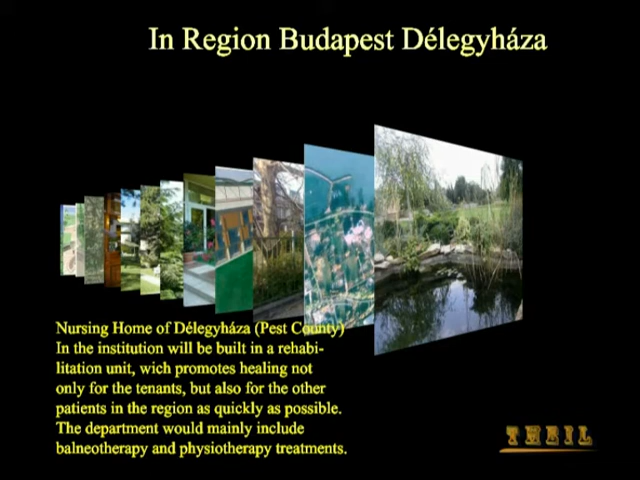 In Region Budapest Délegyháza
Nursing Home of Délegyháza (Pest County)
In the institution will be built in a rehabi-
litation unit, wich promotes healing not
only for the tenants, but also for the other
patients in the region as quickly as possible.
The department would mainly include
balneotherapy and physiotherapy treatments.
THEIL